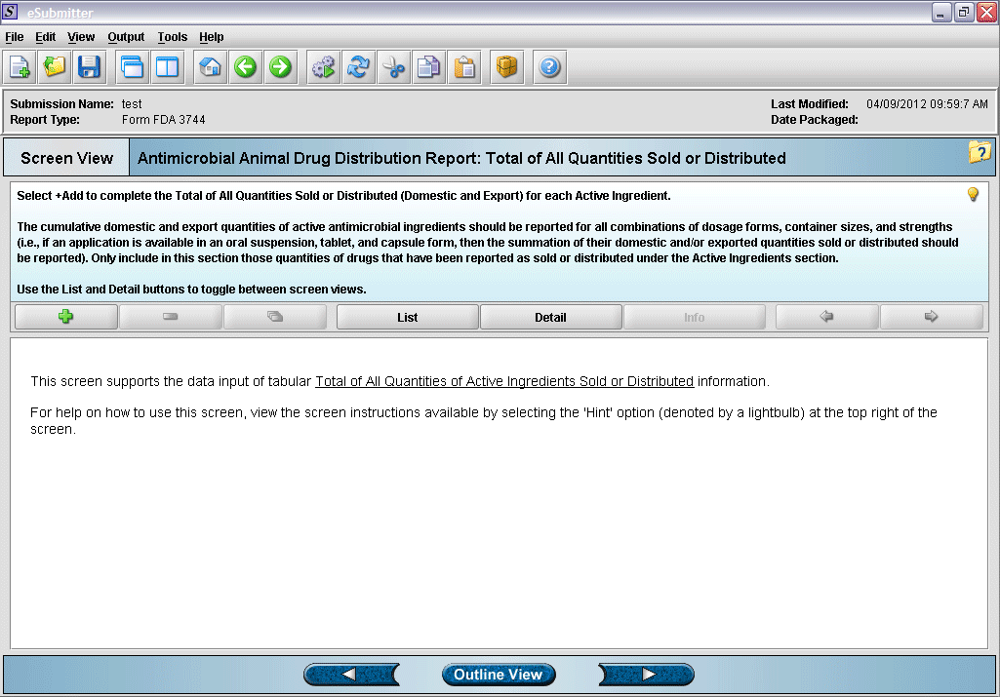 S eSubmitter
File Edit View Output Tools Help
Submission Name: test Last Modified: 04/09/2012 09:59:7 AM
Report Type: Form FDA 3744 Date Packaged:
Screen View Antimicrobial Animal Drug Distribution Report: Total of All Quantities Sold or Distributed
Select +Add to complete the Total of All Quantities Sold or Distributed (Domestic and Export) for each Active Ingredient.
The cumulative domestic and export quantities of active antimicrobial ingredients should be reported for all combinations of dosage forms, container sizes, and strengths
(i.e., if an application is available in an oral suspension, tablet, and capsule form, then the summation of their domestic and/or exported quantities sold or distributed should
be reported). Only include in this section those quantities of drugs that have been reported as sold or distributed under the Active Ingredients section.
Use the List and Detail buttons to toggle between screen views.
List Detail Info
This screen supports the data input of tabular Total of All Quantities of Active Ingredients Sold or Distributed information.
For help on how to use this screen, view the screen instructions available by selecting the 'Hint' option (denoted by a lightbulb) at the top right of the
screen.
Outline View